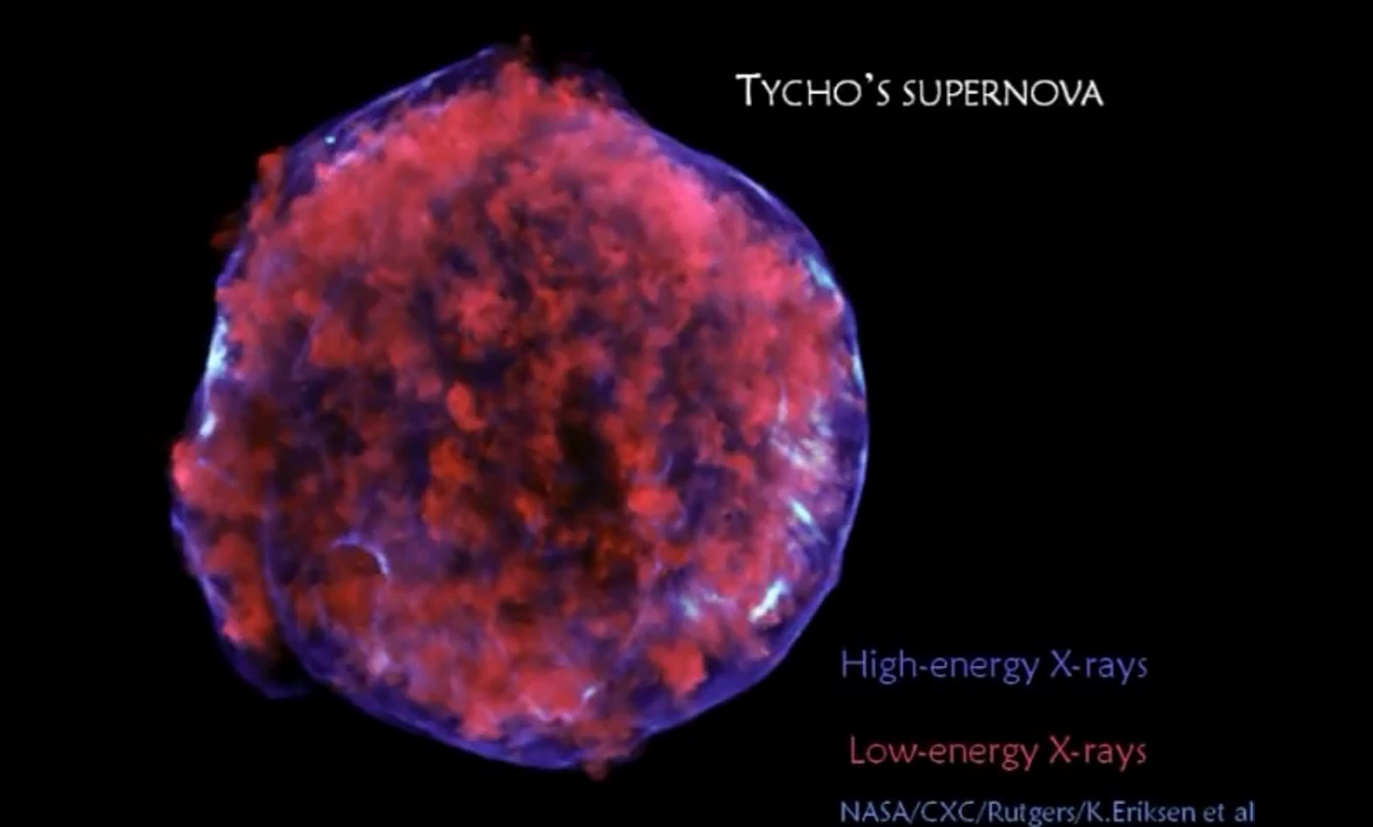 Tycho's supernova
High-energy X-rays
Low-energy X-rays
NASA/CXC/Rutgers/K.Eriksen et al